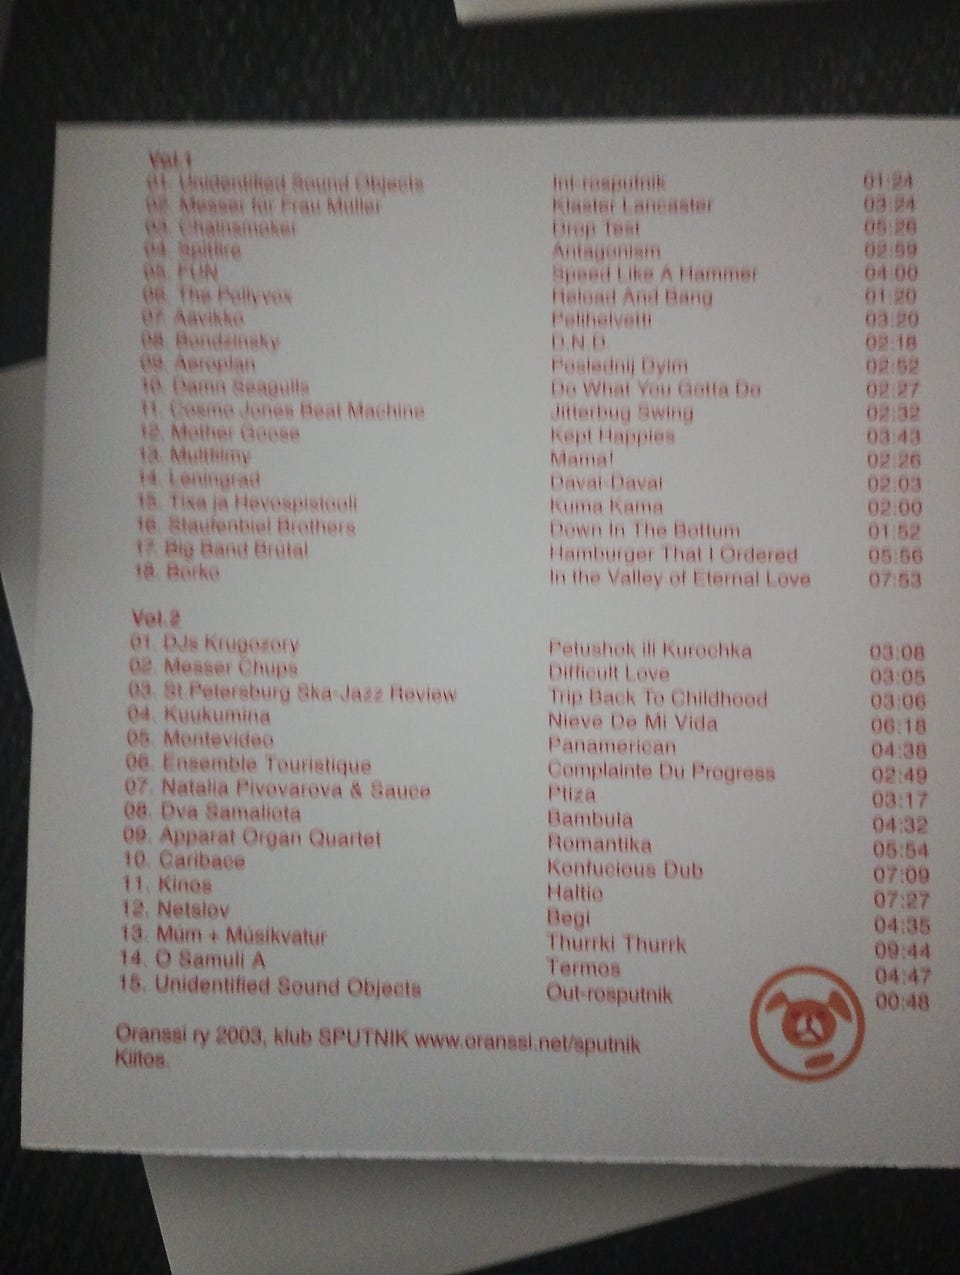 Vol.1
01. Unidentified Sound Objects Int-rosputnik 01:24
02. Messer für Frau Muller Klaster Lancaster 03:24
03. Chainsmoker Drop Test 05:26
04. Spitfire Antagonism 02:59
05. FUN Speed Like A Hammer 04:00
06. The Pollyvox Reload And Bang 01:20
07. Aavikko Pelihelvetti 03:20
08. Bondzinsky D.N.D. 02:18
09. Aeroplan Poslednij Dyim 02:52
10. Damn Seagulls Do What You Gotta Do 02:27
11. Cosmo Jones Beat Machine Jitterbug Swing 02:32
12. Mother Goose Kept Happies 03:43
13. Multfilmy Mama! 02:26
14. Leningrad Davai-Davai 02:03
15. Tixa ja Hevospistooli Kuma Kama 02:00
16. Staufenbiel Brothers Down In The Bottum 01:52
17. Big Band Brütal Hamburger That I Ordered 05:56
18. Borko In the Valley of Eternal Love 07:53
Vol.2
01. DJs Krugozory Petushok ili Kurochka 03:08
02. Messer Chups Difficult Love 03:05
03. St.Petersburg Ska-Jazz Review Trip Back To Childhood 03:06
04. Kuukumina Nieve De Mi Vida 06:18
05. Montevideo Panamerican 04:38
06. Ensemble Touristique Complainte Du Progress 02:49
07. Natalia Pivovarova & Sauce Ptiza 03:17
08. Dva Samaliota Bambula 04:32
09. Apparat Organ Quartet Romantika 05:54
10. Caribace Konfucious Dub 07:09
11. Kinos Haltio 07:27
12. Netslov Begi 04:35
13. Múm + Músikvatur Thurrki Thurrk 09:44
14. O Samuli A Termos 04:47
15. Unidentified Sound Objects Out-rosputnik 00:48
Oranssi ry 2003, klub SPUTNIK www.oranssi.net/sputnik
Kiitos.